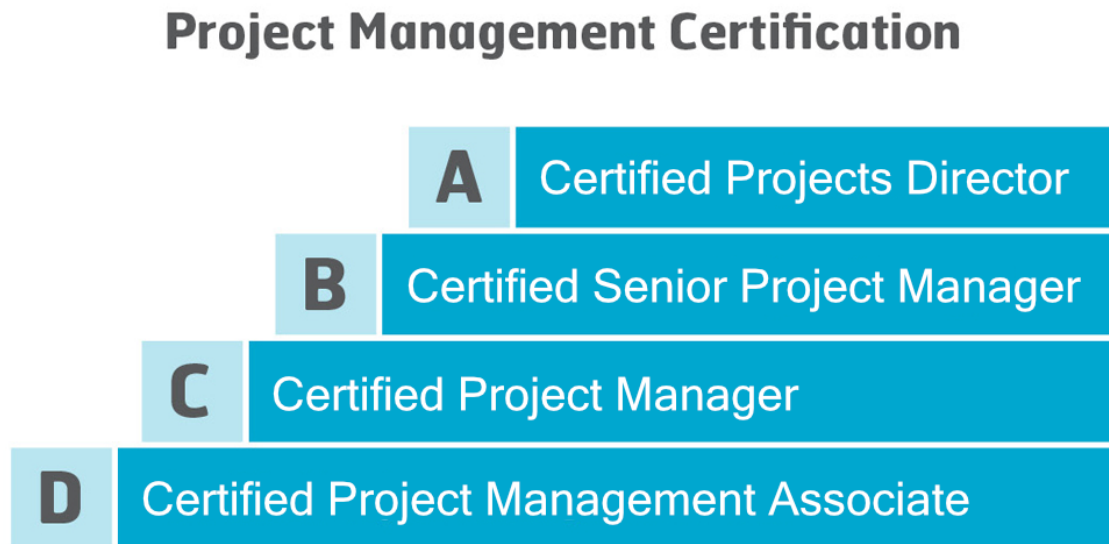 Project Management Certification
A Certified Projects Director
B Certified Senior Project Manager
C Certified Project Manager
D Certified Project Management Associate